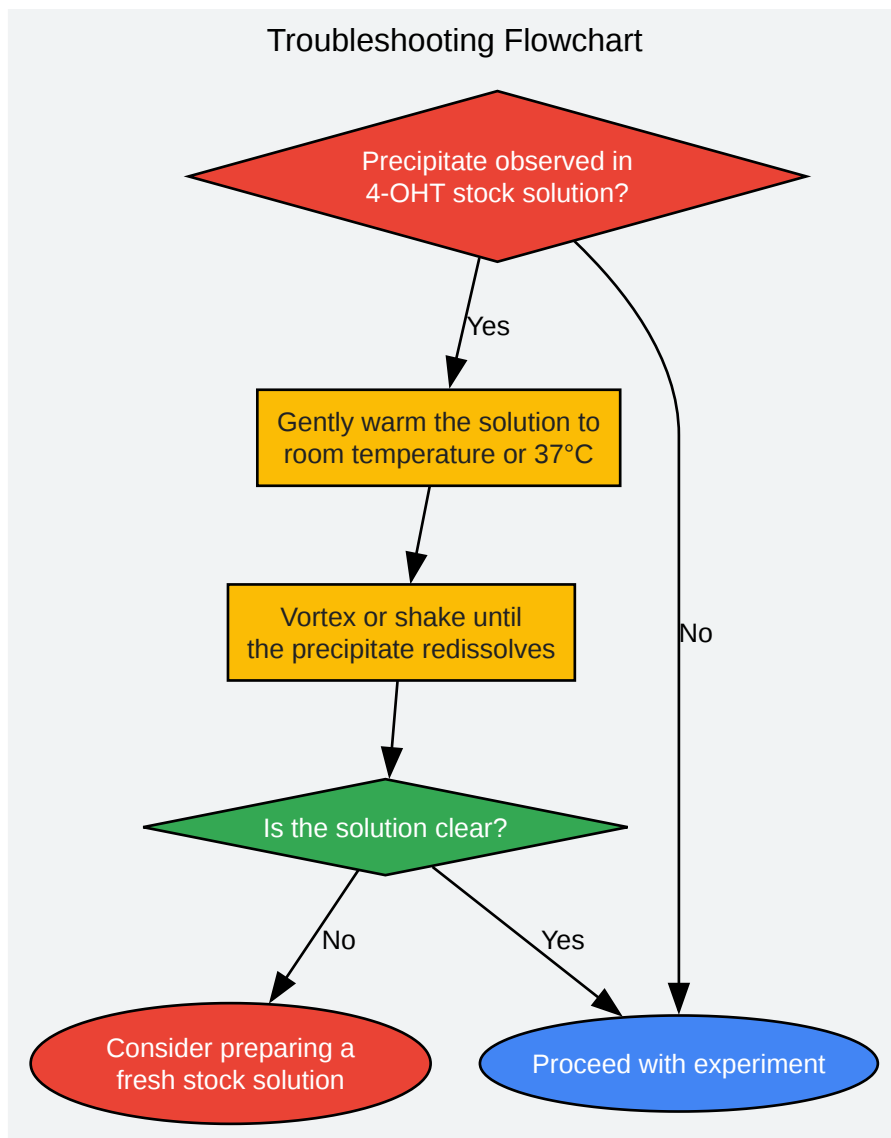 Troubleshooting Flowchart
Precipitate observed in
4-OHT stock solution?
Yes
Gently warm the solution to
room temperature or 37°C
Vortex or shake until
the precipitate redissolves
No
Is the solution clear?
No
Yes
Consider preparing a
fresh stock solution
Proceed with experiment